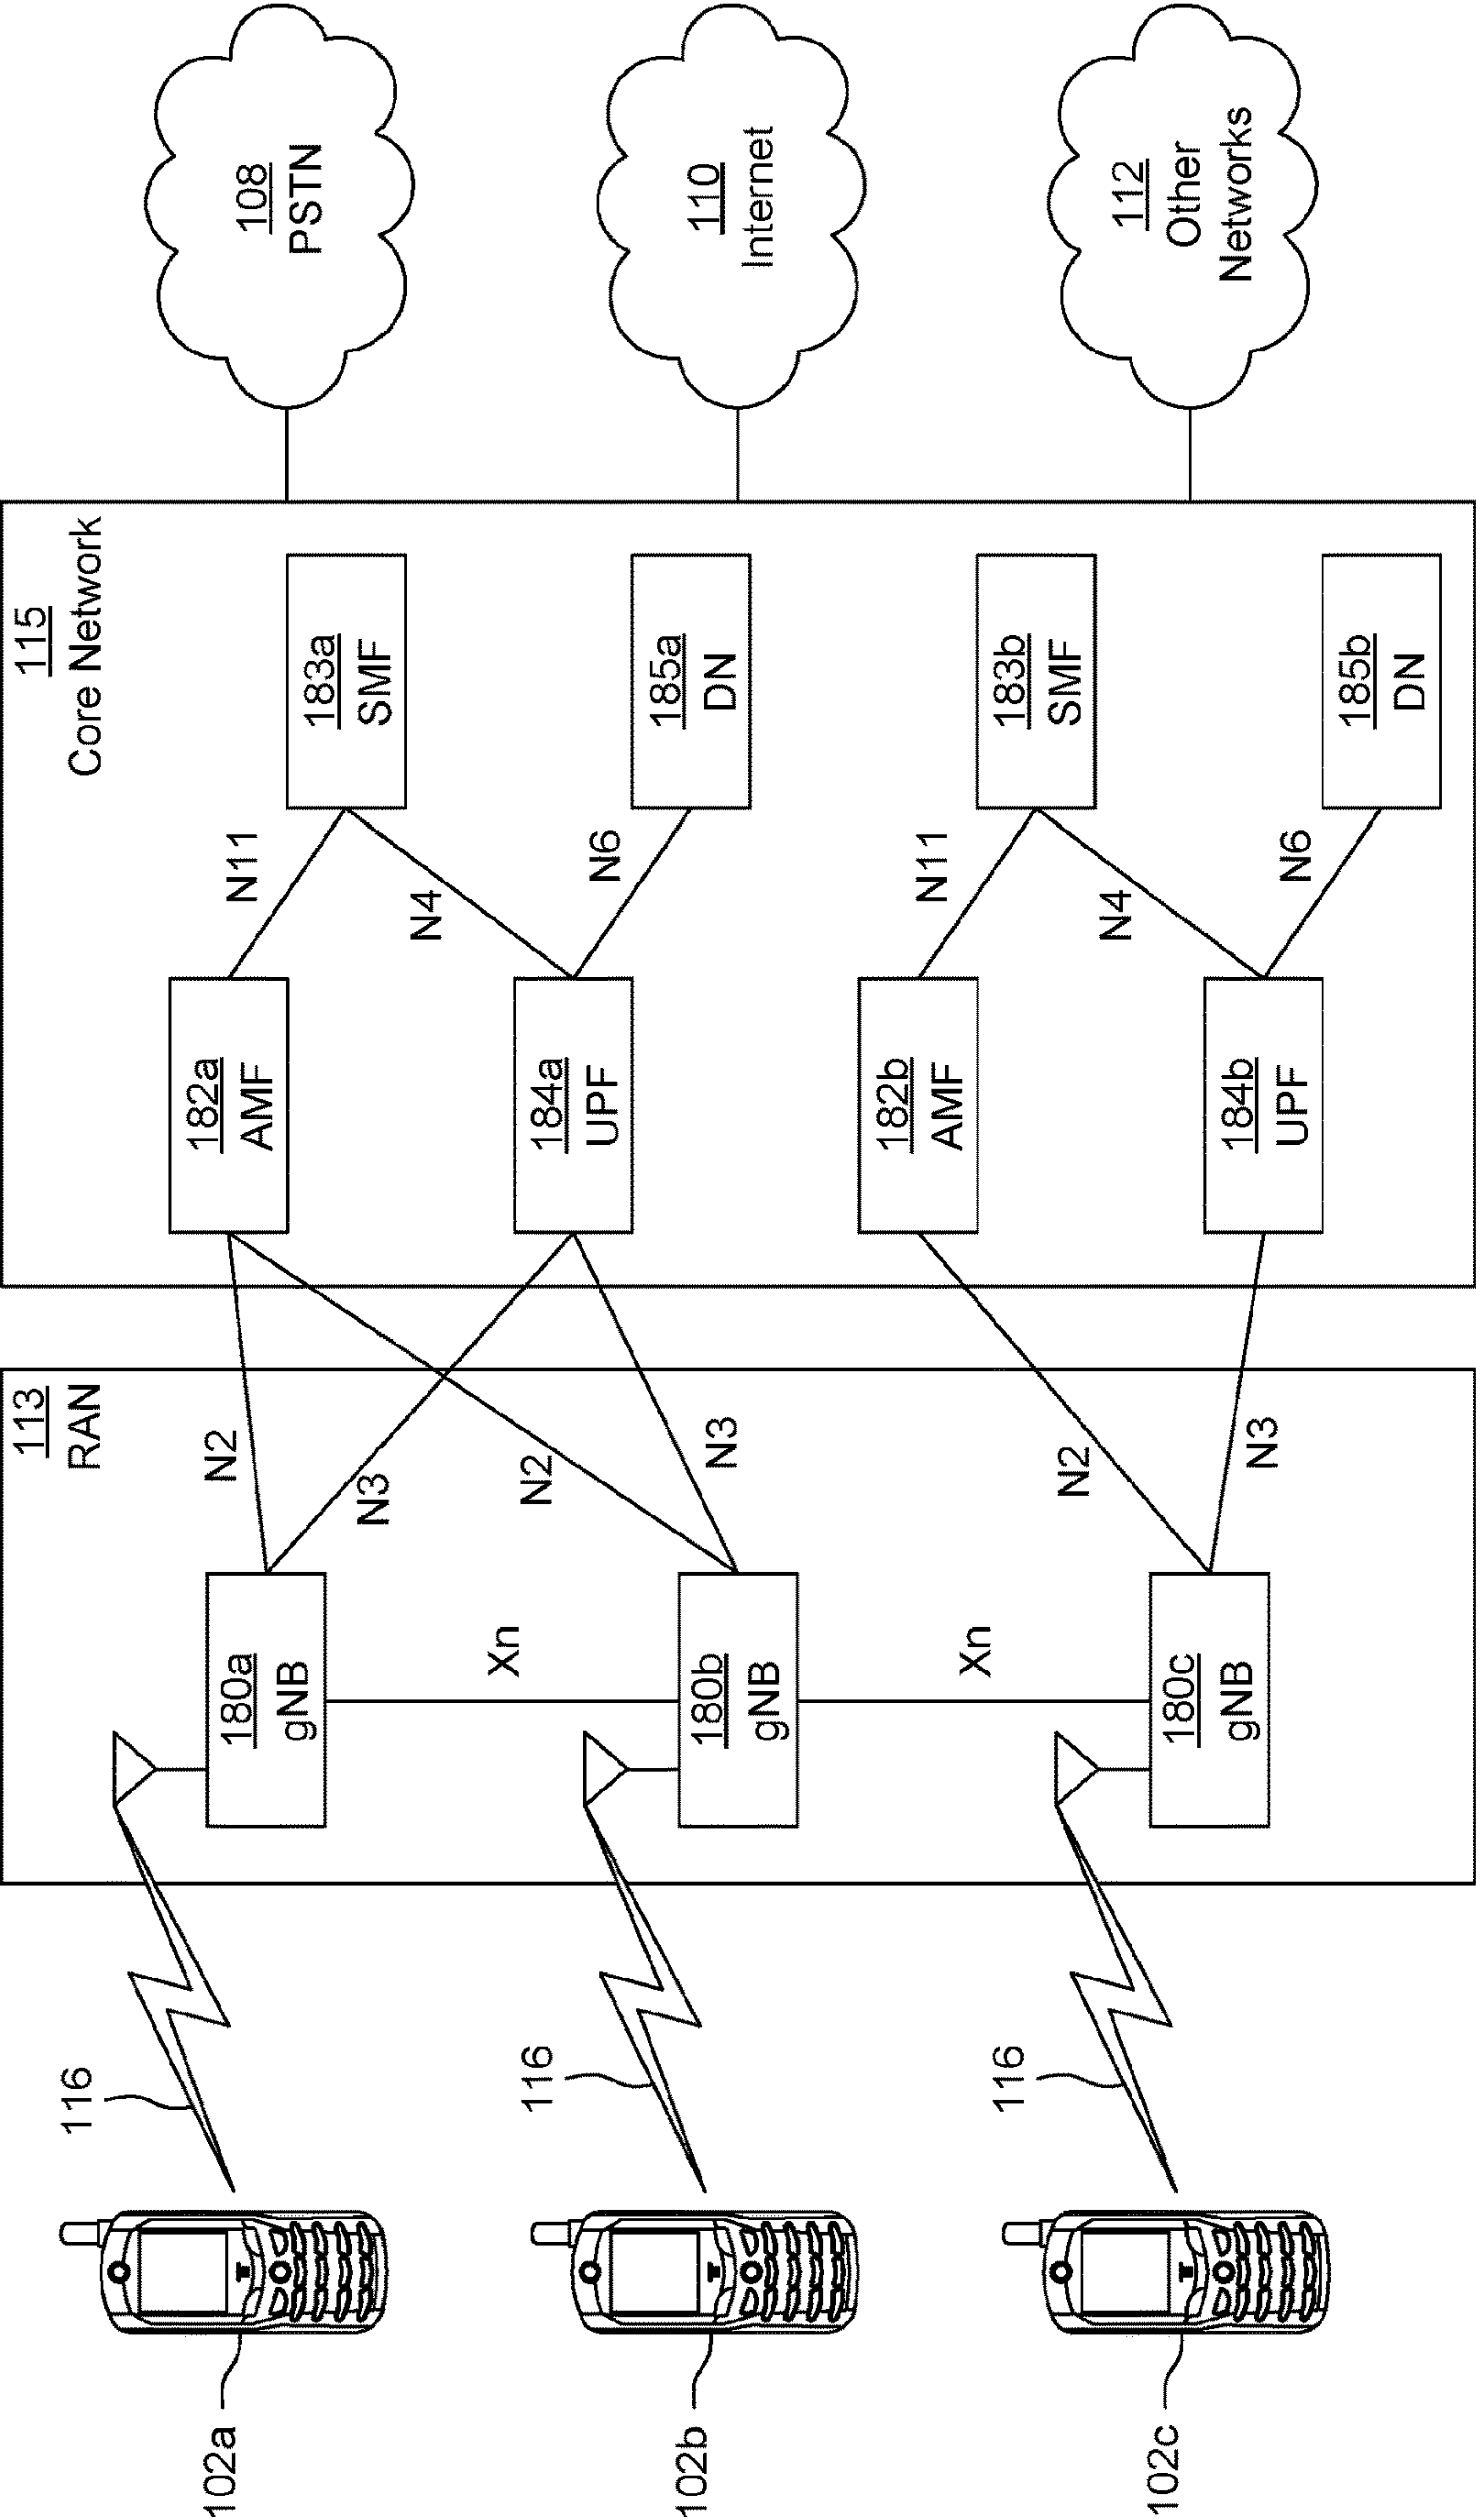 102a
102b
102c
116
116
116
113
RAN
180a
gNB
180b
gNB
180c
gNB
Xn
Xn
N2
N3
N2
N3
N2
N3
115
Core Network
182a
AMF
184a
UPF
182b
AMF
184b
UPF
N11
N4
N6
N11
N4
N6
183a
SMF
185a
DN
183b
SMF
185b
DN
108
PSTN
110
Internet
112
Other
Networks